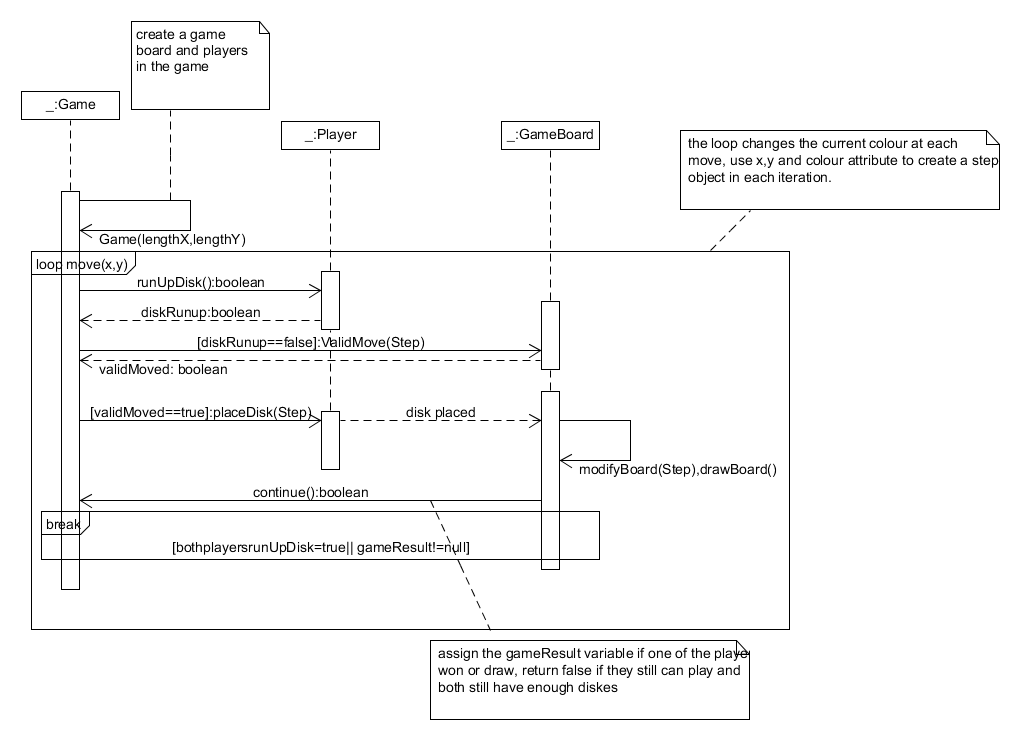 create a game
board and players
in the game
_:Game
_:Player
_:GameBoard
the loop changes the current colour at each
move, use x,y and colour attribute to create a step
object in each iteration.
Game(lengthX,lengthY)
loop move(x,y)
runUpDisk():boolean
diskRunup:boolean
[diskRunup==false]:ValidMove(Step)
validMoved: boolean
[validMoved==true]:placeDisk(Step)
disk placed
modifyBoard(Step),drawBoard()
continue():boolean
break
[bothplayersrunUpDisk=true|| gameResult!=null]
assign the gameResult variable if one of the player
won or draw, return false if they still can play and
both still have enough diskes